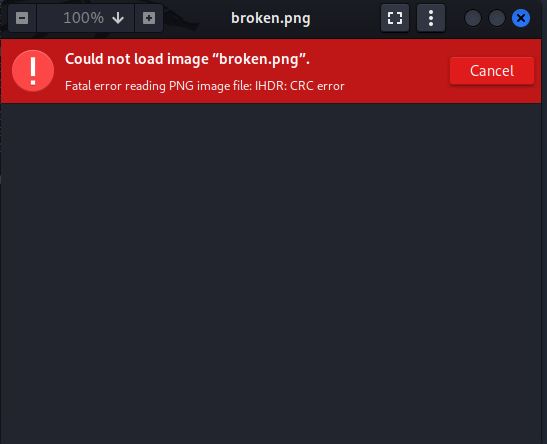 100%
broken.png
Could not load image “broken.png”.
Fatal error reading PNG image file: IHDR: CRC error
Cancel